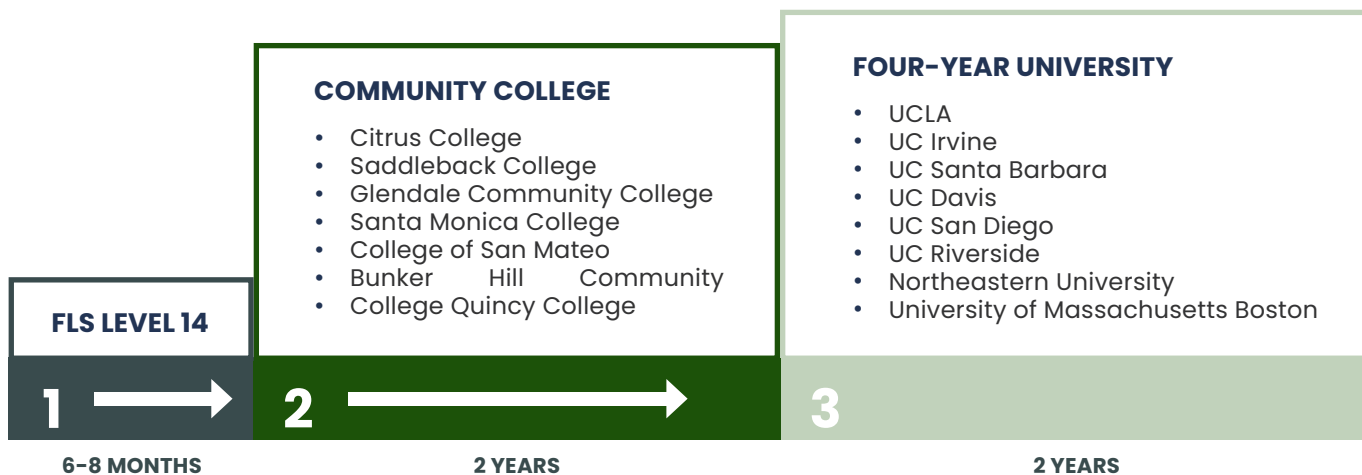 COMMUNITY COLLEGE
• Citrus College
• Saddleback College
• Glendale Community College
• Santa Monica College
• College of San Mateo
• Bunker Hill Community
• College Quincy College
FOUR-YEAR UNIVERSITY
• UCLA
• UC Irvine
• UC Santa Barbara
• UC Davis
• UC San Diego
• UC Riverside
• Northeastern University
• University of Massachusetts Boston
FLS LEVEL 14
1
2
3
6-8 MONTHS
2 YEARS
2 YEARS